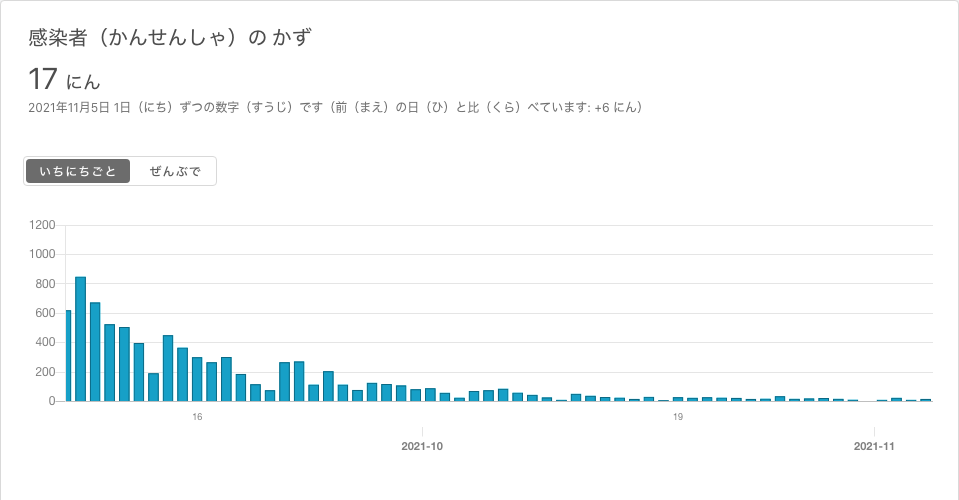 感染者（かんせんしゃ）の かず
17 にん
2021年11月5日 1日（にち）ずつの数字（すうじ）です（前（まえ）の日（ひ）と比（くら）べています: +6 にん）
いちにちごと ぜんぶで
1200
1000
800
600
400
200
0
16 19
2021-10 2021-11